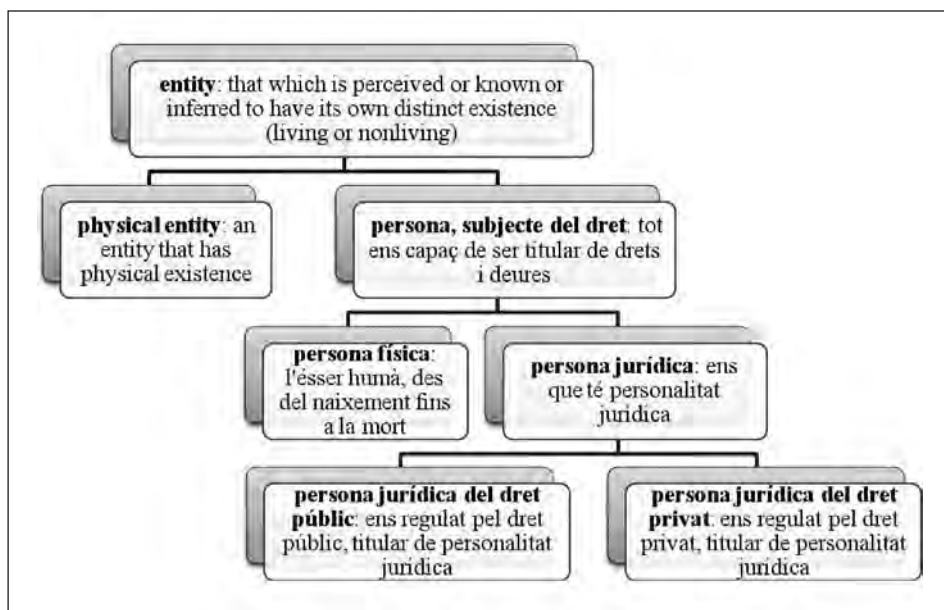 entity: that which is perceived or known or
inferred to have its own distinct existence
(living or nonliving)
physical entity: an
entity that has
physical existence
persona, subjecte del dret: tot
ens capaç de ser titular de drets
i deures
persona física:
l'ésser humà, des
del naixement fins
a la mort
persona jurídica: ens
que té personalitat
jurídica
persona jurídica del dret
públic: ens regulat pel dret
públic, titular de personalitat
jurídica
persona jurídica del dret
privat: ens regulat pel dret
privat, titular de personalitat
jurídica